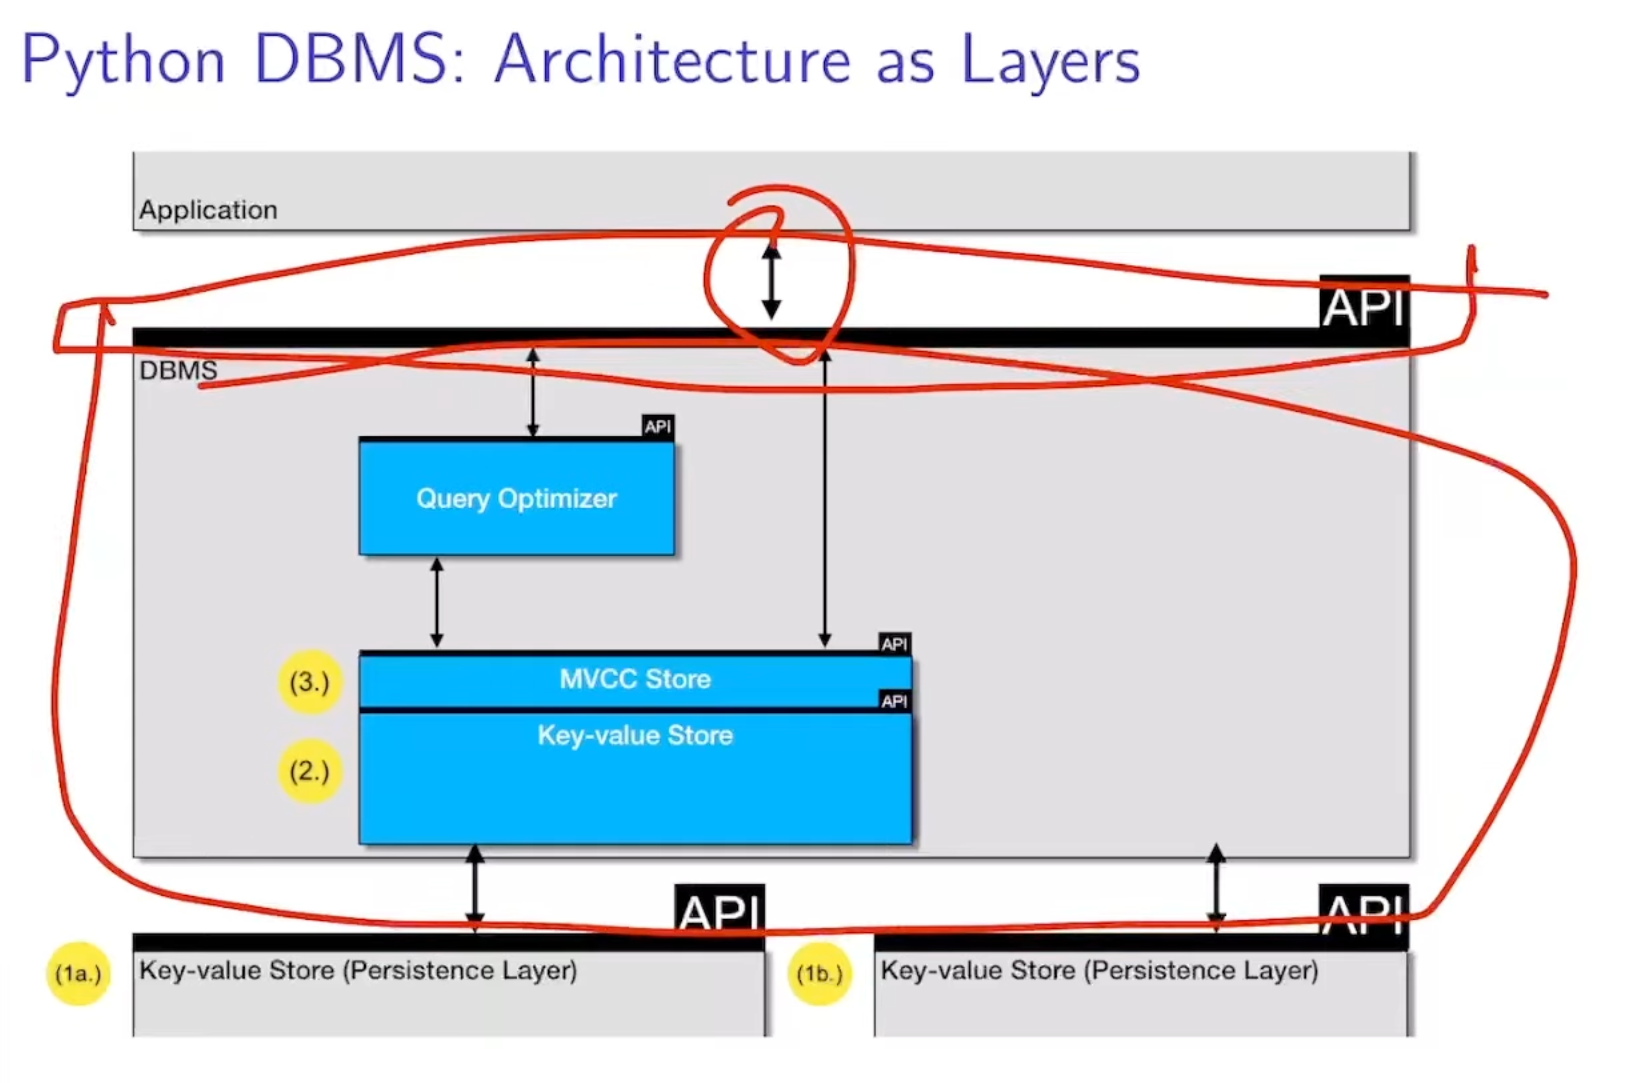 Python DBMS: Architecture as Layers
Application
API
DBMS
API
Query Optimizer
API
(3.)
MVCC Store
API
Key-value Store
(2.)
API
API
(1a.)
Key-value Store (Persistence Layer)
(1b.)
Key-value Store (Persistence Layer)